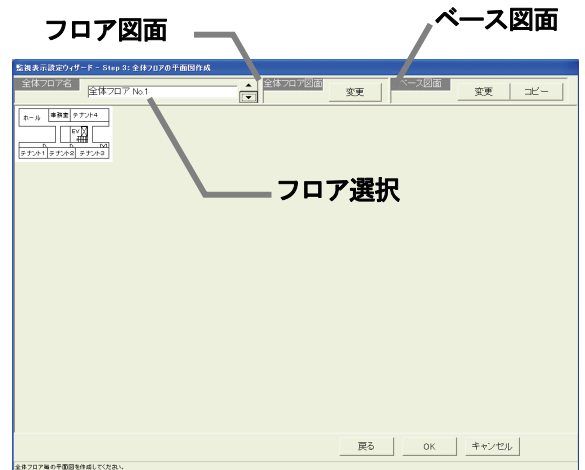 フロア図面
ベース図面
監視表示設定ウィザード - Step 3: 全体フロアの平面図作成
全体フロア名
全体フロア No.1
全体フロア図面
変更
ベース図面
変更
コピー
ホール
事務室
テナント4
EV
テナント1
テナント2
テナント3
フロア選択
戻る
OK
キャンセル
全体フロア毎の平面図を作成してください。